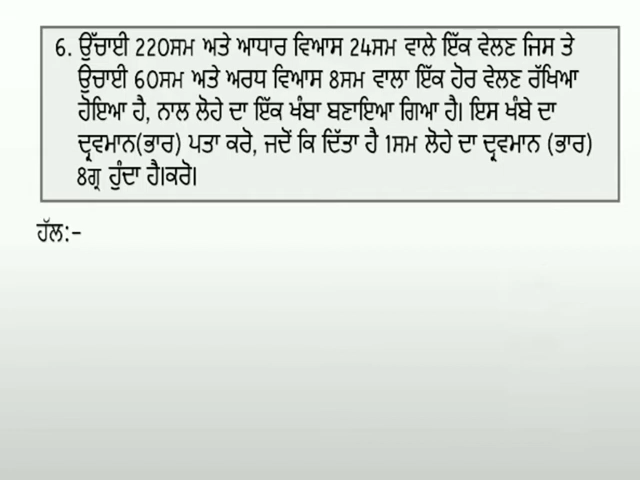 6. ਉੱਚਾਈ 220ਸਮ ਅਤੇ ਆਧਾਰ ਵਿਆਸ 24ਸਮ ਵਾਲੇ ਇੱਕ ਵੇਲਣ ਜਿਸ ਤੇ
ਉਚਾਈ 60ਸਮ ਅਤੇ ਅਰਧ ਵਿਆਸ 8ਸਮ ਵਾਲਾ ਇੱਕ ਹੋਰ ਵੇਲਣ ਰੱਖਿਆ
ਹੋਇਆ ਹੈ, ਨਾਲ ਲੋਹੇ ਦਾ ਇੱਕ ਖੰਬਾ ਬਣਾਇਆ ਗਿਆ ਹੈ। ਇਸ ਖੰਬੇ ਦਾ
ਦ੍ਰਵਮਾਨ(ਭਾਰ) ਪਤਾ ਕਰੋ, ਜਦੋਂ ਕਿ ਦਿੱਤਾ ਹੈ 1ਸਮ ਲੋਹੇ ਦਾ ਦ੍ਰਵਮਾਨ (ਭਾਰ)
8ਗ੍ਰ ਹੁੰਦਾ ਹੈ।ਕਰੋ।
ਹੱਲ:-